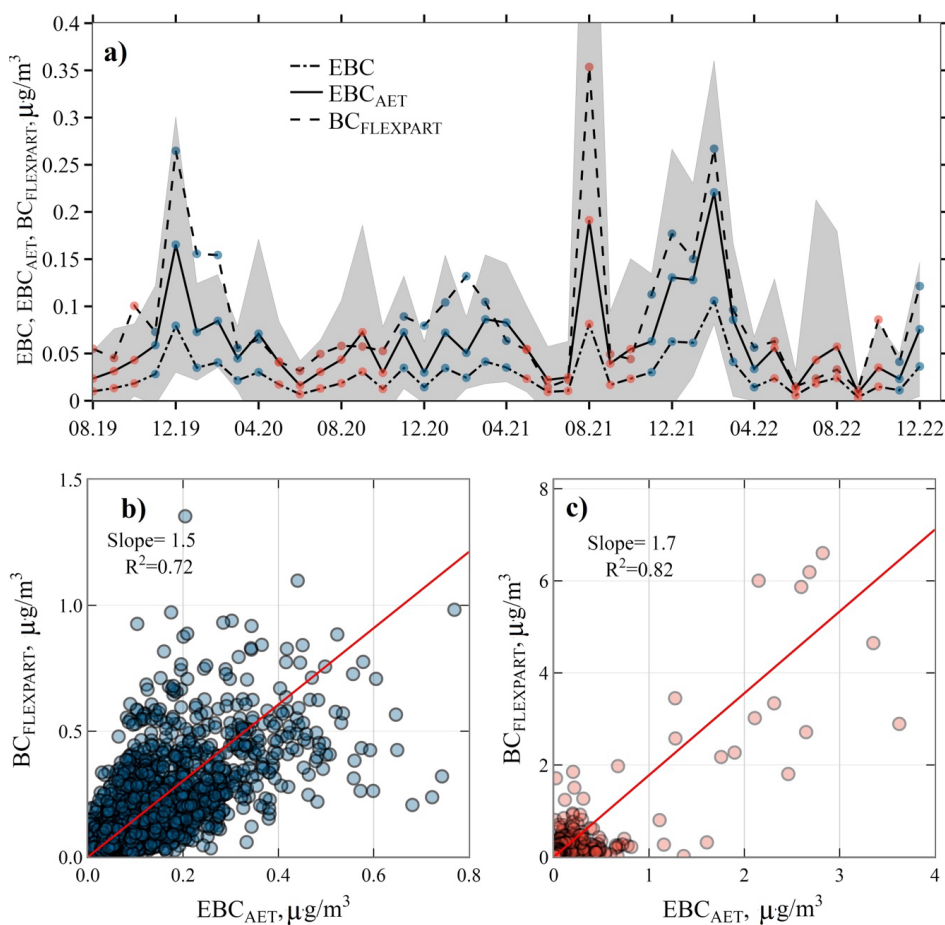 a)
EBC, EBC_AET, BC_FLEXPART, μg/m³
0.4
0.35
0.3
0.25
0.2
0.15
0.1
0.05
0
EBC
EBC_AET
BC_FLEXPART
08.19 12.19 04.20 08.20 12.20 04.21 08.21 12.21 04.22 08.22 12.22
b)
Slope= 1.5
R²=0.72
BC_FLEXPART, μg/m³
1.5
1.0
0.5
0.0
0.0 0.2 0.4 0.6 0.8
EBC_AET, μg/m³
c)
Slope= 1.7
R²=0.82
BC_FLEXPART, μg/m³
8
6
4
2
0
0 1 2 3 4
EBC_AET, μg/m³